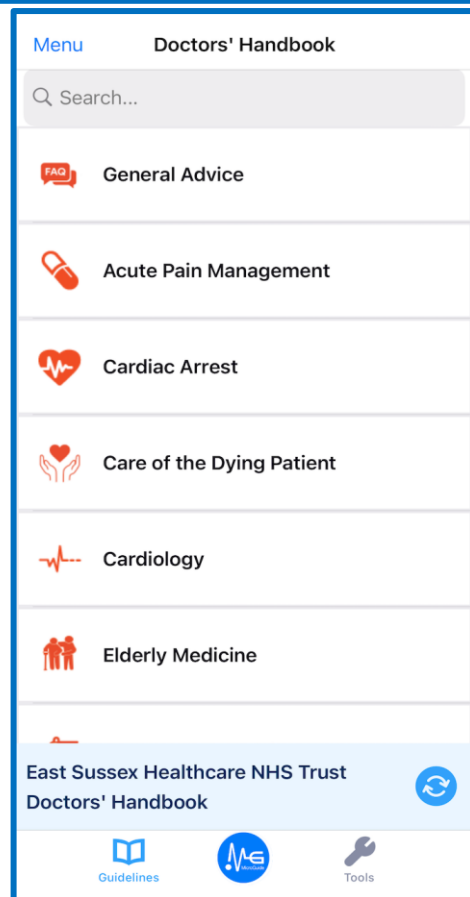 Menu Doctors' Handbook
Search...
FAQ General Advice
Acute Pain Management
Cardiac Arrest
Care of the Dying Patient
Cardiology
Elderly Medicine
East Sussex Healthcare NHS Trust
Doctors' Handbook
MicroGuide
Guidelines Tools